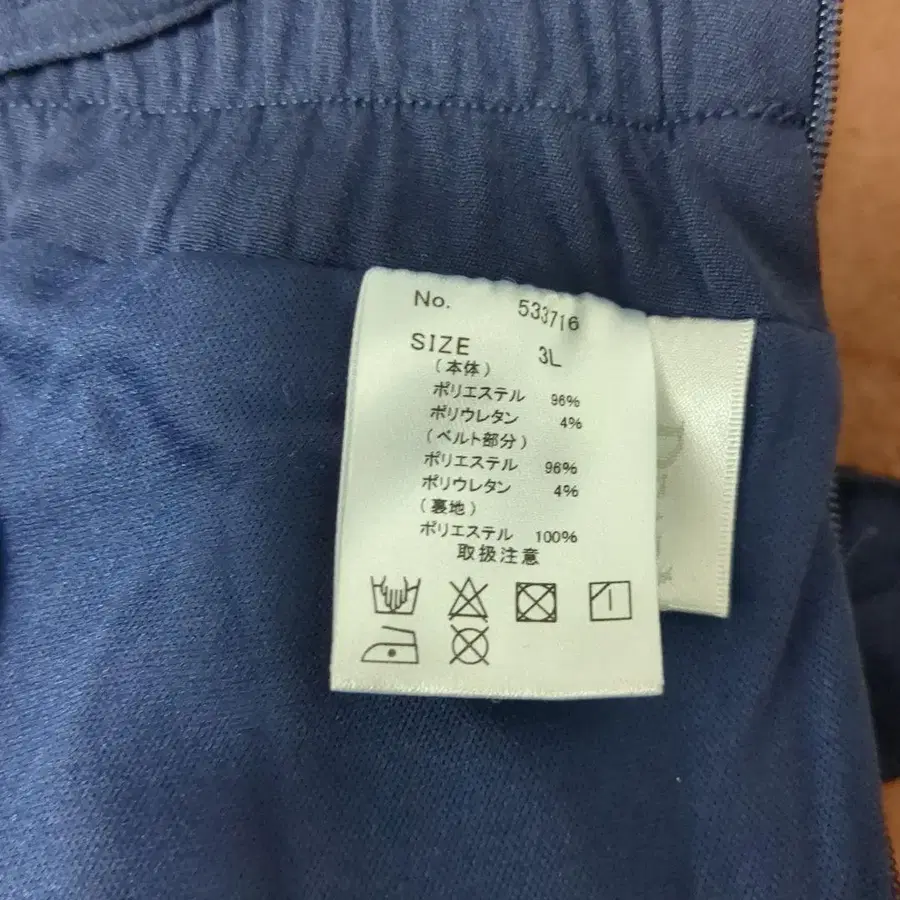 No. 533716
SIZE 3L
(本体)
ポリエステル 96%
ポリウレタン 4%
(ベルト部分)
ポリエステル 96%
ポリウレタン 4%
(裏地)
ポリエステル 100%
取扱注意